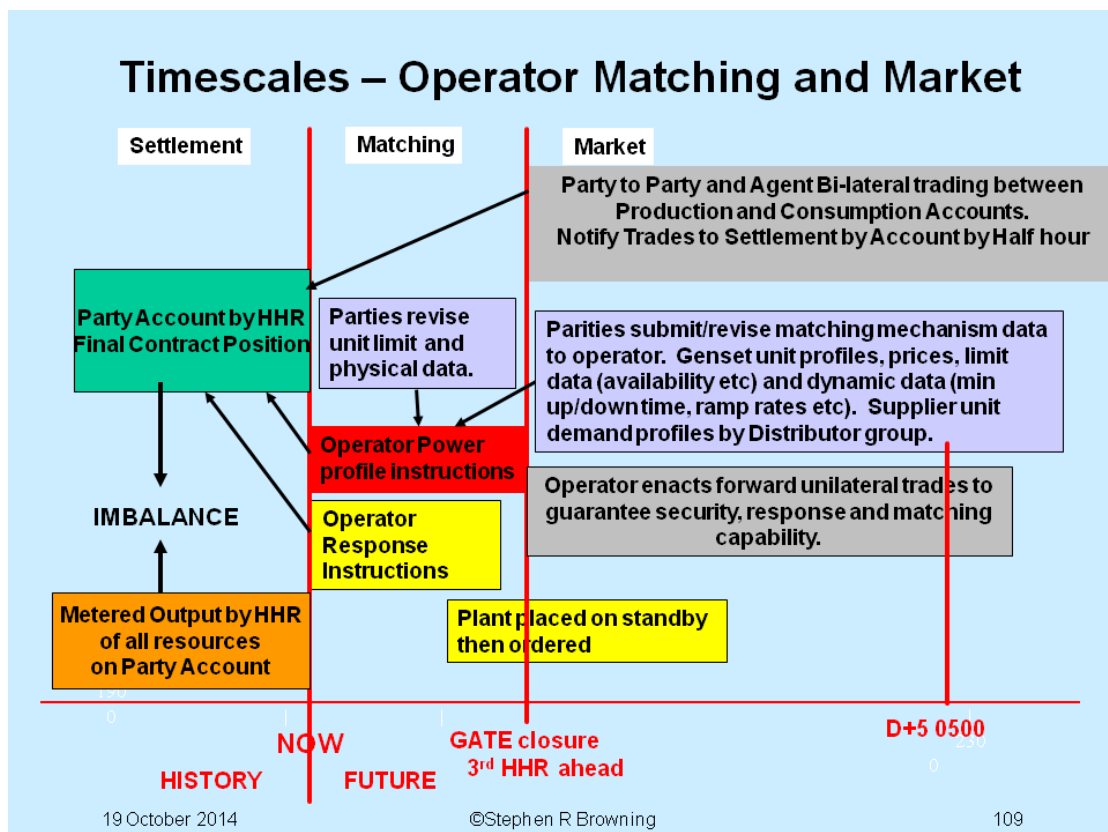 Timescales – Operator Matching and Market
Settlement
Matching
Market
Party to Party and Agent Bi-lateral trading between
Production and Consumption Accounts.
Notify Trades to Settlement by Account by Half hour
Party Account by HHR
Final Contract Position
Parties revise
unit limit and
physical data.
Parities submit/revise matching mechanism data
to operator.  Genset unit profiles, prices, limit
data (availability etc) and dynamic data (min
up/down time, ramp rates etc).  Supplier unit
demand profiles by Distributor group.
Operator Power
profile instructions
Operator enacts forward unilateral trades to
guarantee security, response and matching
capability.
IMBALANCE
Operator
Response
Instructions
Metered Output by HHR
of all resources
on Party Account
Plant placed on standby
then ordered
190
0
NOW
GATE closure
3rd HHR ahead
D+5 0500
230
0
HISTORY
FUTURE
19 October 2014
©Stephen R Browning
109